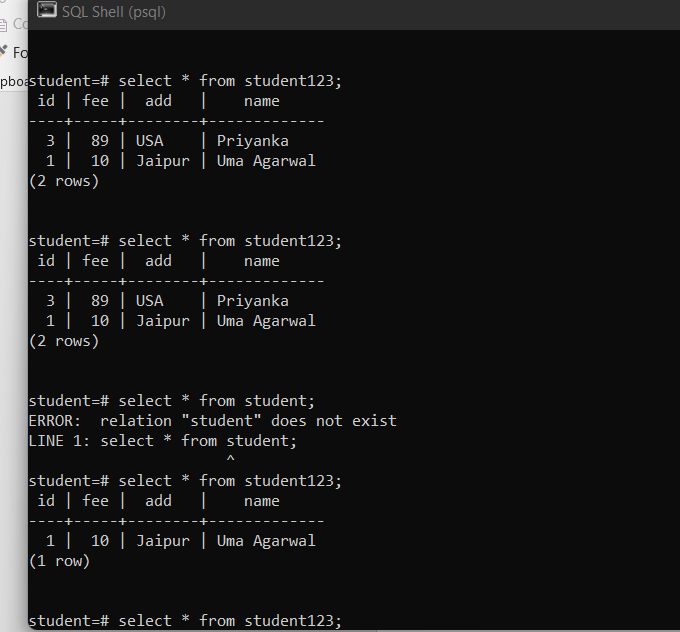 SQL Shell (psql)
Co
Fo
pboa
student=# select * from student123;
 id | fee |  add   |    name
----+-----+--------+-------------
  3 |  89 | USA    | Priyanka
  1 |  10 | Jaipur | Uma Agarwal
(2 rows)
student=# select * from student123;
 id | fee |  add   |    name
----+-----+--------+-------------
  3 |  89 | USA    | Priyanka
  1 |  10 | Jaipur | Uma Agarwal
(2 rows)
student=# select * from student;
ERROR:  relation "student" does not exist
LINE 1: select * from student;
                      ^
student=# select * from student123;
 id | fee |  add   |    name
----+-----+--------+-------------
  1 |  10 | Jaipur | Uma Agarwal
(1 row)
student=# select * from student123;